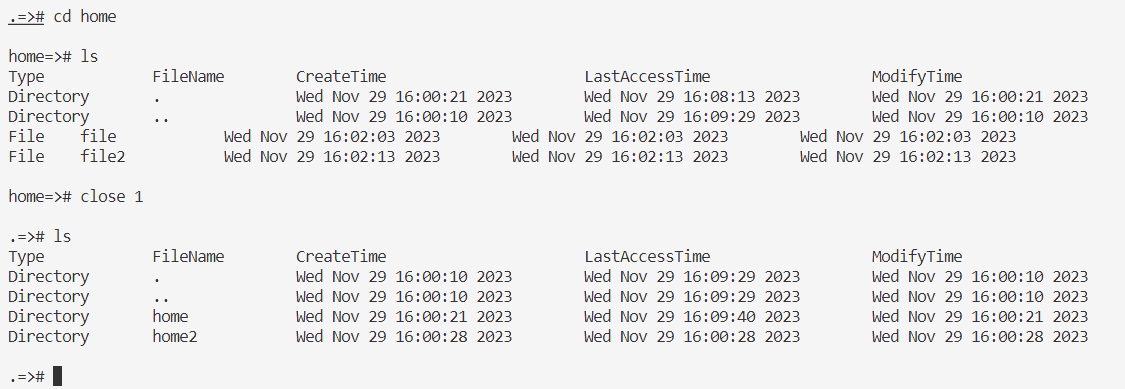 .=># cd home
home=># ls
Type FileName CreateTime LastAccessTime ModifyTime
Directory . Wed Nov 29 16:00:21 2023 Wed Nov 29 16:08:13 2023 Wed Nov 29 16:00:21 2023
Directory .. Wed Nov 29 16:00:10 2023 Wed Nov 29 16:09:29 2023 Wed Nov 29 16:00:10 2023
File file Wed Nov 29 16:02:03 2023 Wed Nov 29 16:02:03 2023 Wed Nov 29 16:02:03 2023
File file2 Wed Nov 29 16:02:13 2023 Wed Nov 29 16:02:13 2023 Wed Nov 29 16:02:13 2023
home=># close 1
.=># ls
Type FileName CreateTime LastAccessTime ModifyTime
Directory . Wed Nov 29 16:00:10 2023 Wed Nov 29 16:09:29 2023 Wed Nov 29 16:00:10 2023
Directory .. Wed Nov 29 16:00:10 2023 Wed Nov 29 16:09:29 2023 Wed Nov 29 16:00:10 2023
Directory home Wed Nov 29 16:00:21 2023 Wed Nov 29 16:09:40 2023 Wed Nov 29 16:00:21 2023
Directory home2 Wed Nov 29 16:00:28 2023 Wed Nov 29 16:00:28 2023 Wed Nov 29 16:00:28 2023
.=>#